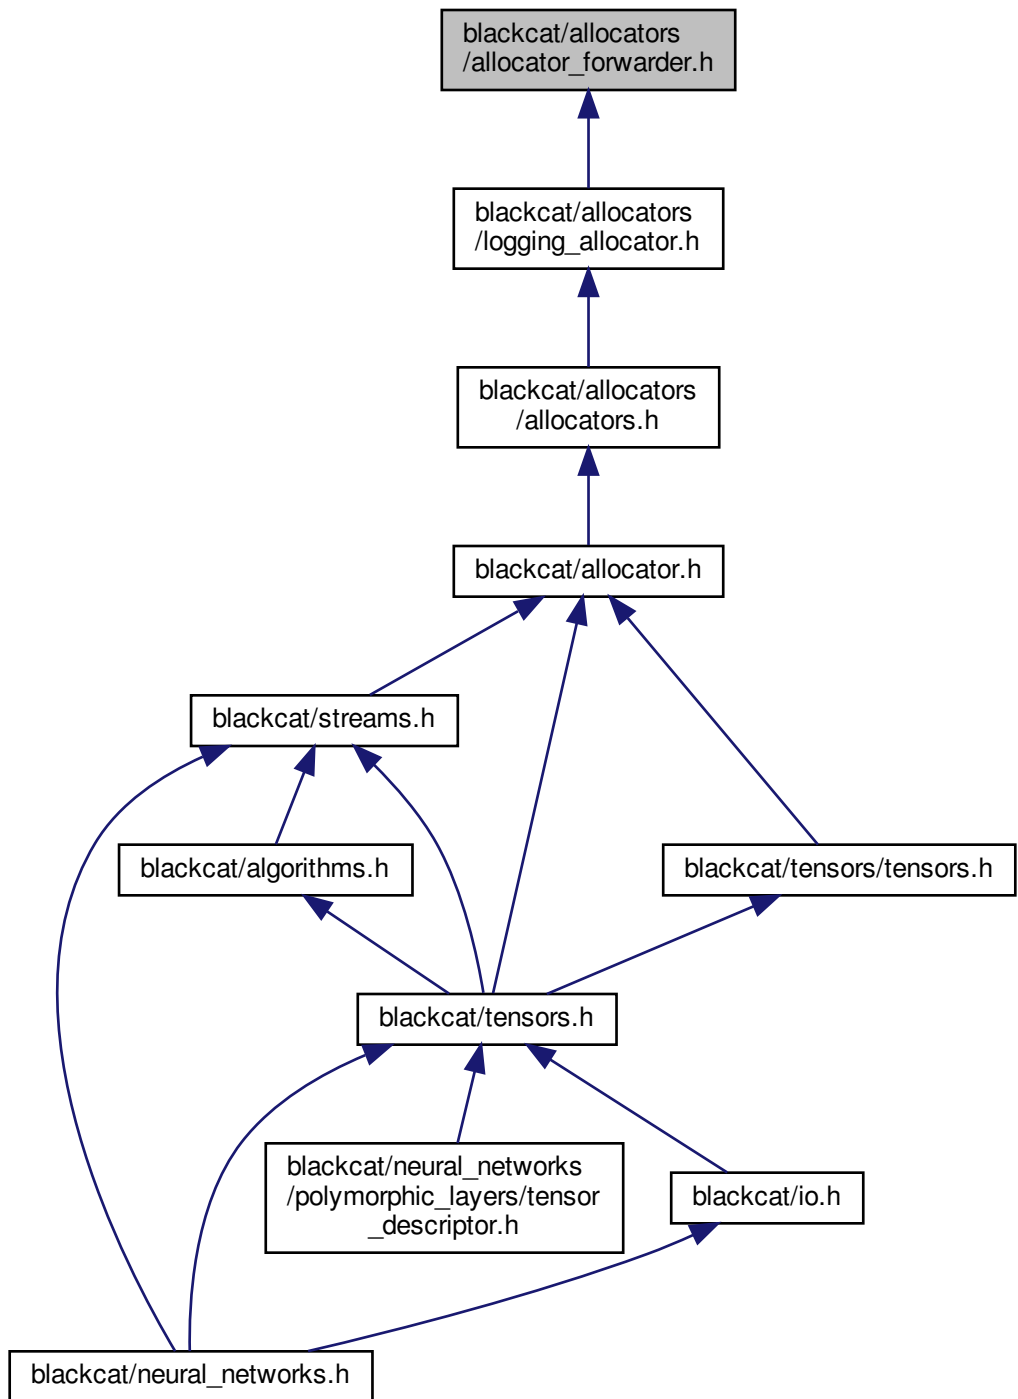 blackcat/allocators
/allocator_forwarder.h
blackcat/allocators
/logging_allocator.h
blackcat/allocators
/allocators.h
blackcat/allocator.h
blackcat/streams.h
blackcat/algorithms.h
blackcat/tensors/tensors.h
blackcat/tensors.h
blackcat/neural_networks
/polymorphic_layers/tensor
_descriptor.h
blackcat/io.h
blackcat/neural_networks.h